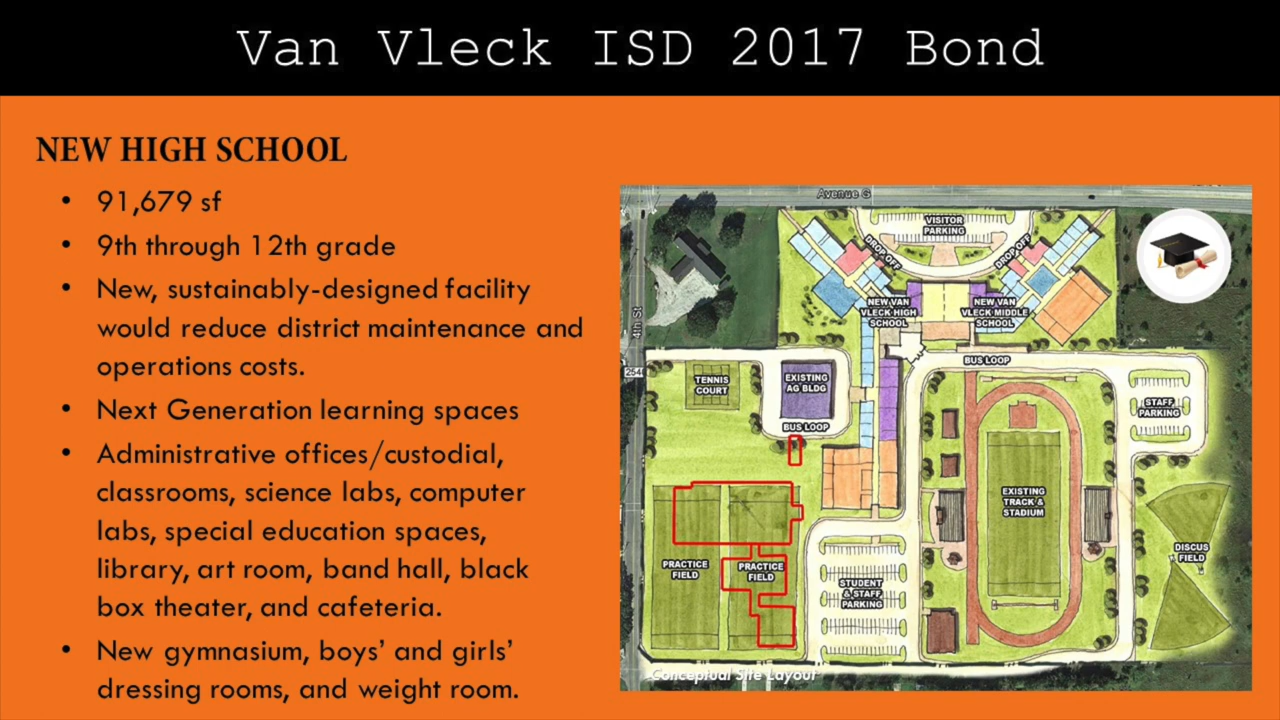 Van Vleck ISD 2017 Bond
NEW HIGH SCHOOL
• 91,679 sf
• 9th through 12th grade
• New, sustainably-designed facility
would reduce district maintenance and
operations costs.
• Next Generation learning spaces
• Administrative offices/custodial,
classrooms, science labs, computer
labs, special education spaces,
library, art room, band hall, black
box theater, and cafeteria.
• New gymnasium, boys’ and girls’
dressing rooms, and weight room.
Avenue G
VISITOR
PARKING
DROP OFF
DROP OFF
NEW VAN
VLECK HIGH
SCHOOL
NEW VAN
VLECK MIDDLE
SCHOOL
4th St
BUS LOOP
2540
TENNIS
COURT
EXISTING
AG BLDG
STAFF
PARKING
BUS LOOP
EXISTING
TRACK &
STADIUM
DISCUS
FIELD
PRACTICE
FIELD
PRACTICE
FIELD
STUDENT
& STAFF
PARKING
Conceptual Site Layout